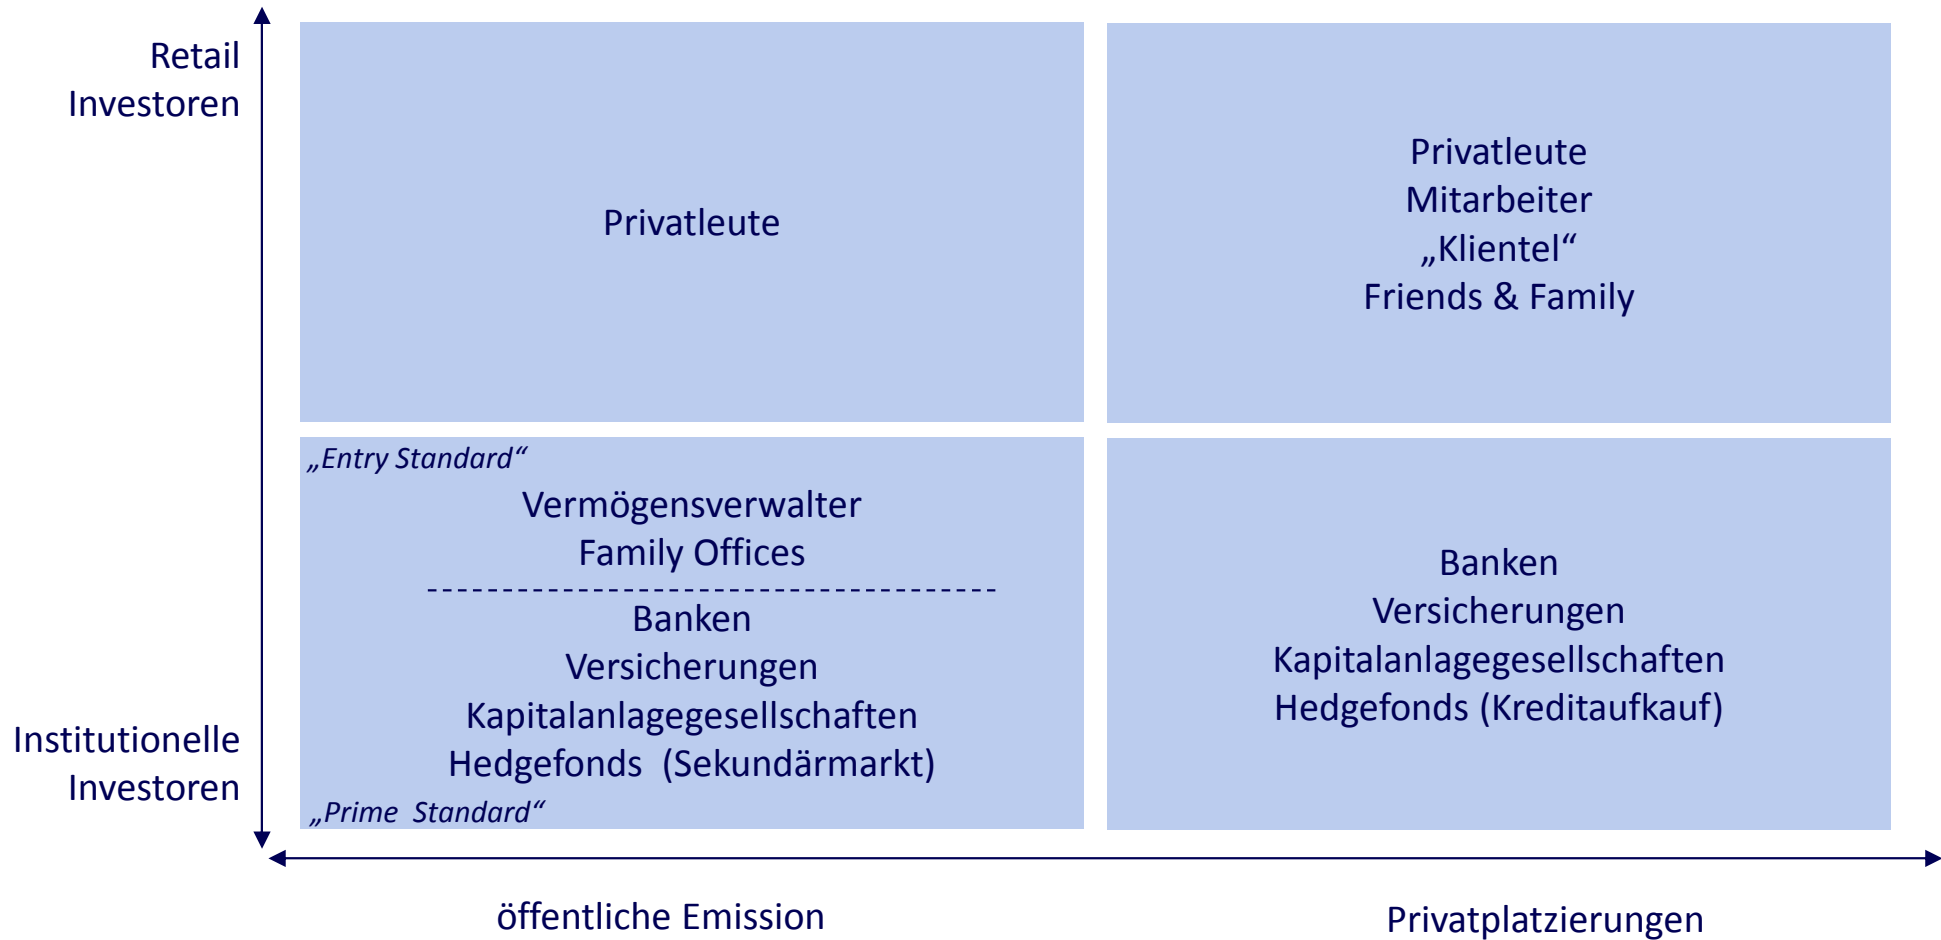 Retail
Investoren
Privatleute
Privatleute
Mitarbeiter
„Klientel“
Friends & Family
„Entry Standard“
Vermögensverwalter
Family Offices
Banken
Versicherungen
Kapitalanlagegesellschaften
Hedgefonds  (Sekundärmarkt)
„Prime  Standard“
Banken
Versicherungen
Kapitalanlagegesellschaften
Hedgefonds (Kreditaufkauf)
Institutionelle
Investoren
öffentliche Emission
Privatplatzierungen